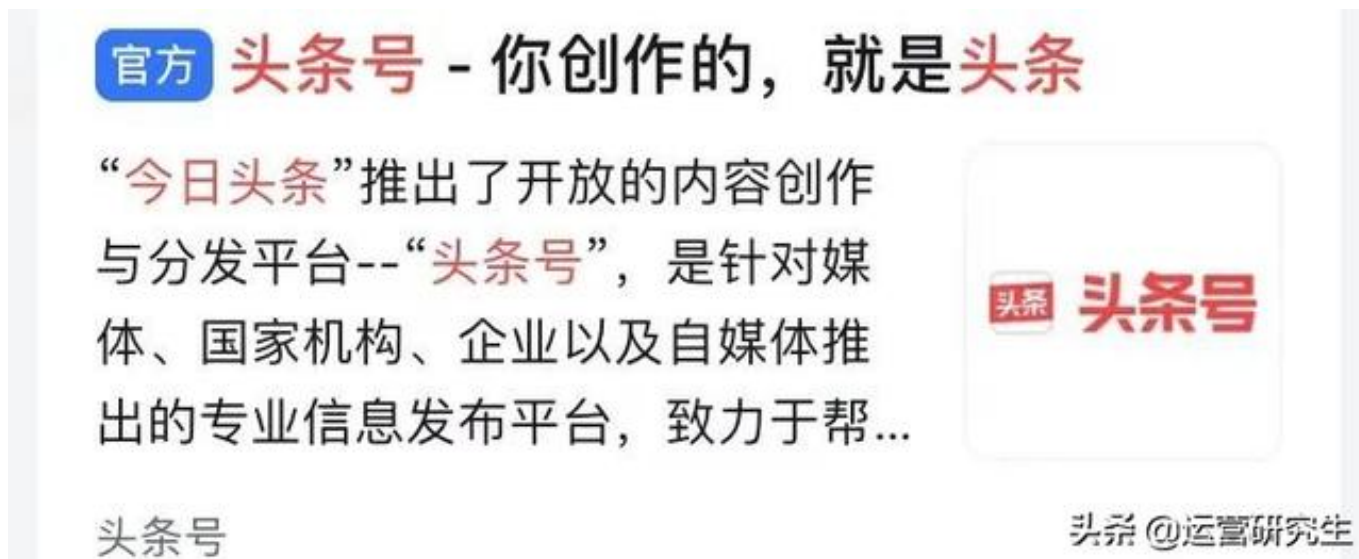 官方 头条号 - 你创作的，就是头条
“今日头条”推出了开放的内容创作
与分发平台--“头条号”，是针对媒
体、国家机构、企业以及自媒体推
出的专业信息发布平台，致力于帮...
头条 头条号
头条号
头条 @运营研究生